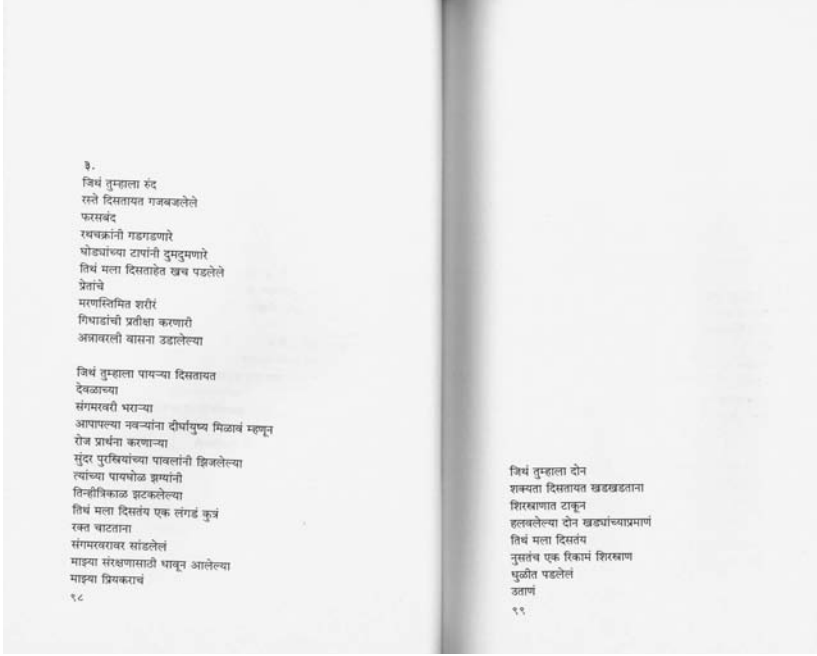 ३.
जिथं तुम्हाला रुंद
रस्ते दिसतायत गजबजलेले
फरसबंद
रथचक्रांनी गडगडणारे
घोड्यांच्या टापांनी दुमदुमणारे
तिथं मला दिसताहेत खच पडलेले
प्रेतांचे
मरणस्तिमित शरीरं
गिधाडांची प्रतीक्षा करणारी
अन्नावरली वासना उडालेल्या

जिथं तुम्हाला पायऱ्या दिसतायत
देवळाच्या
संगमरवरी भराऱ्या
आपापल्या नवऱ्यांना दीर्घायुष्य मिळावं म्हणून
रोज प्रार्थना करणाऱ्या
सुंदर पुरस्त्रियांच्या पावलांनी झिजलेल्या
त्यांच्या पायघोळ झग्यांनी
तिन्हीत्रिकाळ झटकलेल्या
तिथं मला दिसतंय एक लंगडं कुत्रं
रक्त चाटताना
संगमरवरावर सांडलेलं
माझ्या संरक्षणासाठी धावून आलेल्या
माझ्या प्रियकराचं
९८

जिथं तुम्हाला दोन
शक्यता दिसतायत खडखडताना
शिरस्त्राणात टाकून
हलवलेल्या दोन खड्यांच्याप्रमाणं
तिथं मला दिसतंय
नुसतंच एक रिकामं शिरस्त्राण
धुळीत पडलेलं
उताणं
९९